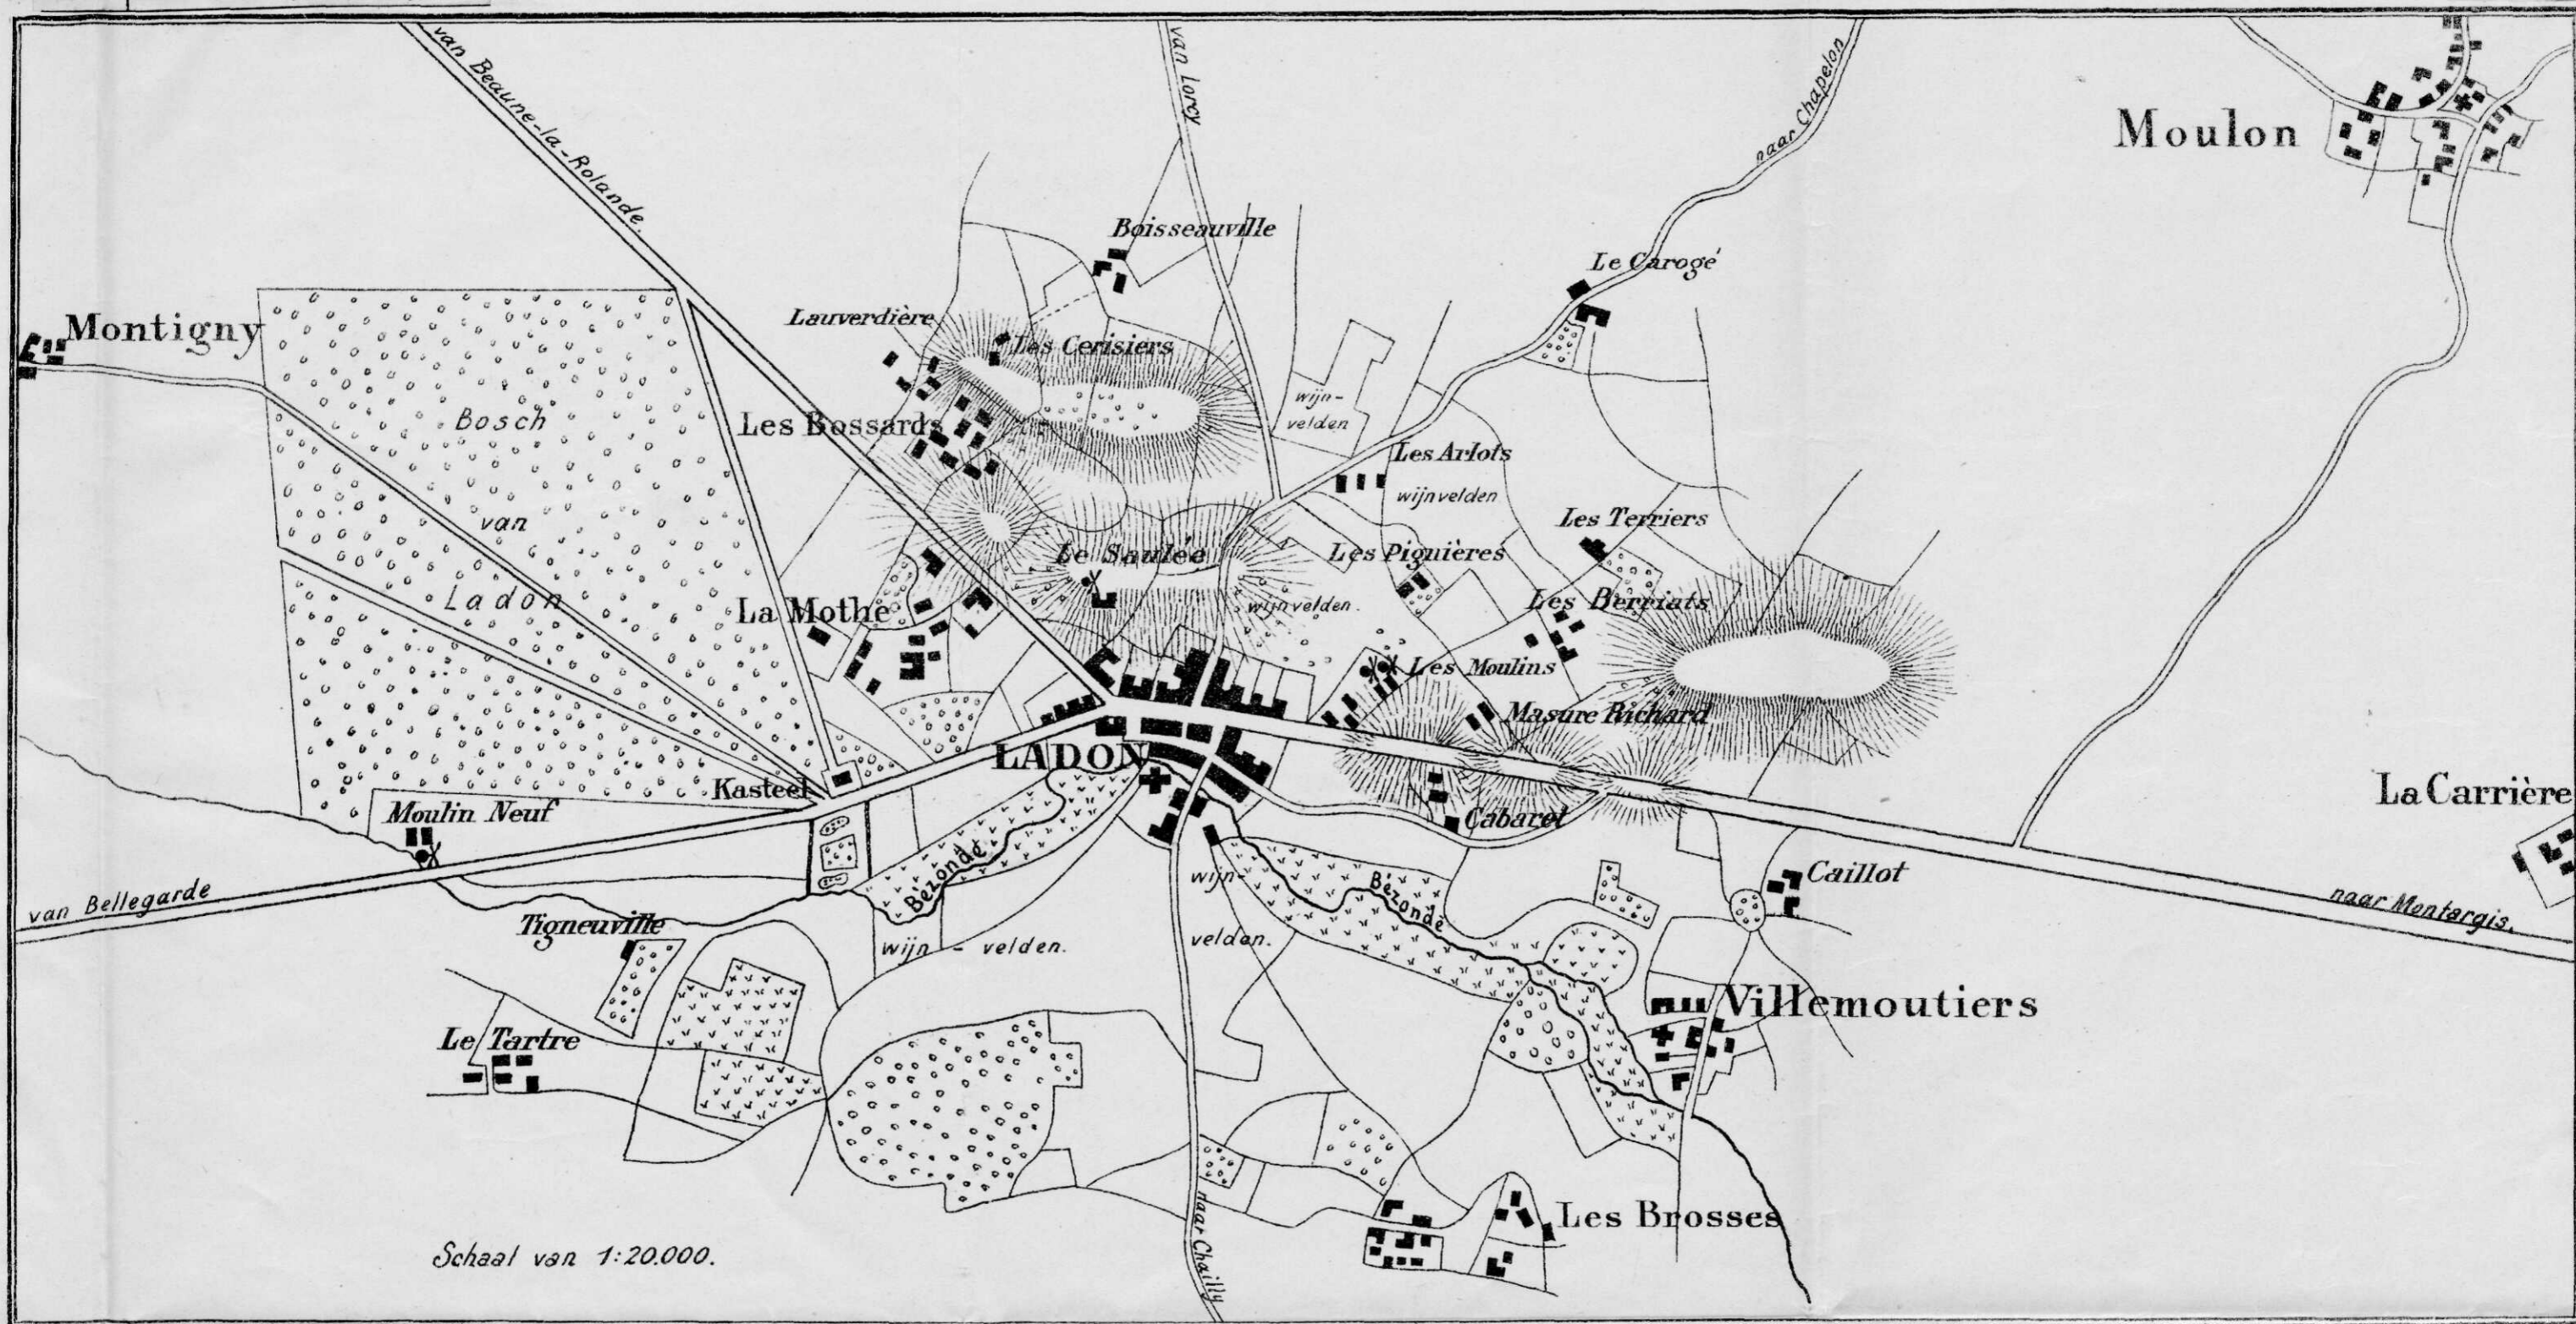 van Beaune-la-Rolande.
van Lorcy
naar Chapelon
Moulon
Boisseauville
Le Carogé
Montigny
Lauverdière
Les Cerisiers
Bosch
van
Ladon
Les Bossards
wijn-
velden
Les Arlots
wijnvelden
Les Terriers
Le Saulée
Les Pignières
La Mothe
wijnvelden.
Les Berriats
Les Moulins
Masure Richard
LADON
Kasteel
Moulin Neuf
La Carrière
Cabaret
van Bellegarde
Bézonde
wijn-
velden.
Bézonde
Caillot
naar Montargis.
Tigneuville
wijn - velden.
Villemoutiers
Le Tartre
Les Brosses
naar Chailly
Schaal van 1:20.000.